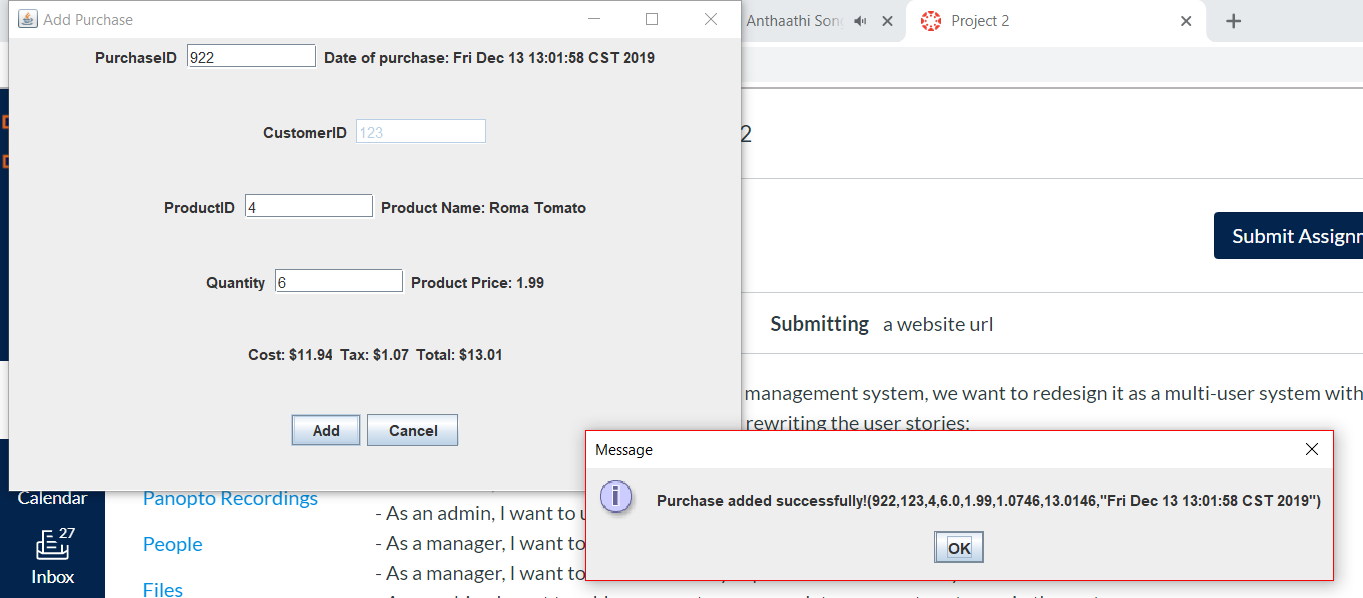 Add Purchase
PurchaseID 922 Date of purchase: Fri Dec 13 13:01:58 CST 2019
CustomerID 123
ProductID 4 Product Name: Roma Tomato
Quantity 6 Product Price: 1.99
Cost: $11.94 Tax: $1.07 Total: $13.01
Add Cancel
Anthaathi Project 2
2
Submit
Submitting a website url
management system, we want to redesign it as a multi-user system with
rewriting the user stories:
Message
Purchase added successfully!(922,123,4,6.0,1.99,1.0746,13.0146,"Fri Dec 13 13:01:58 CST 2019")
OK
Calendar
27
Inbox
Panopto Recordings
People
Files
- As an admin, I want to
- As a manager, I want to
- As a manager, I want to